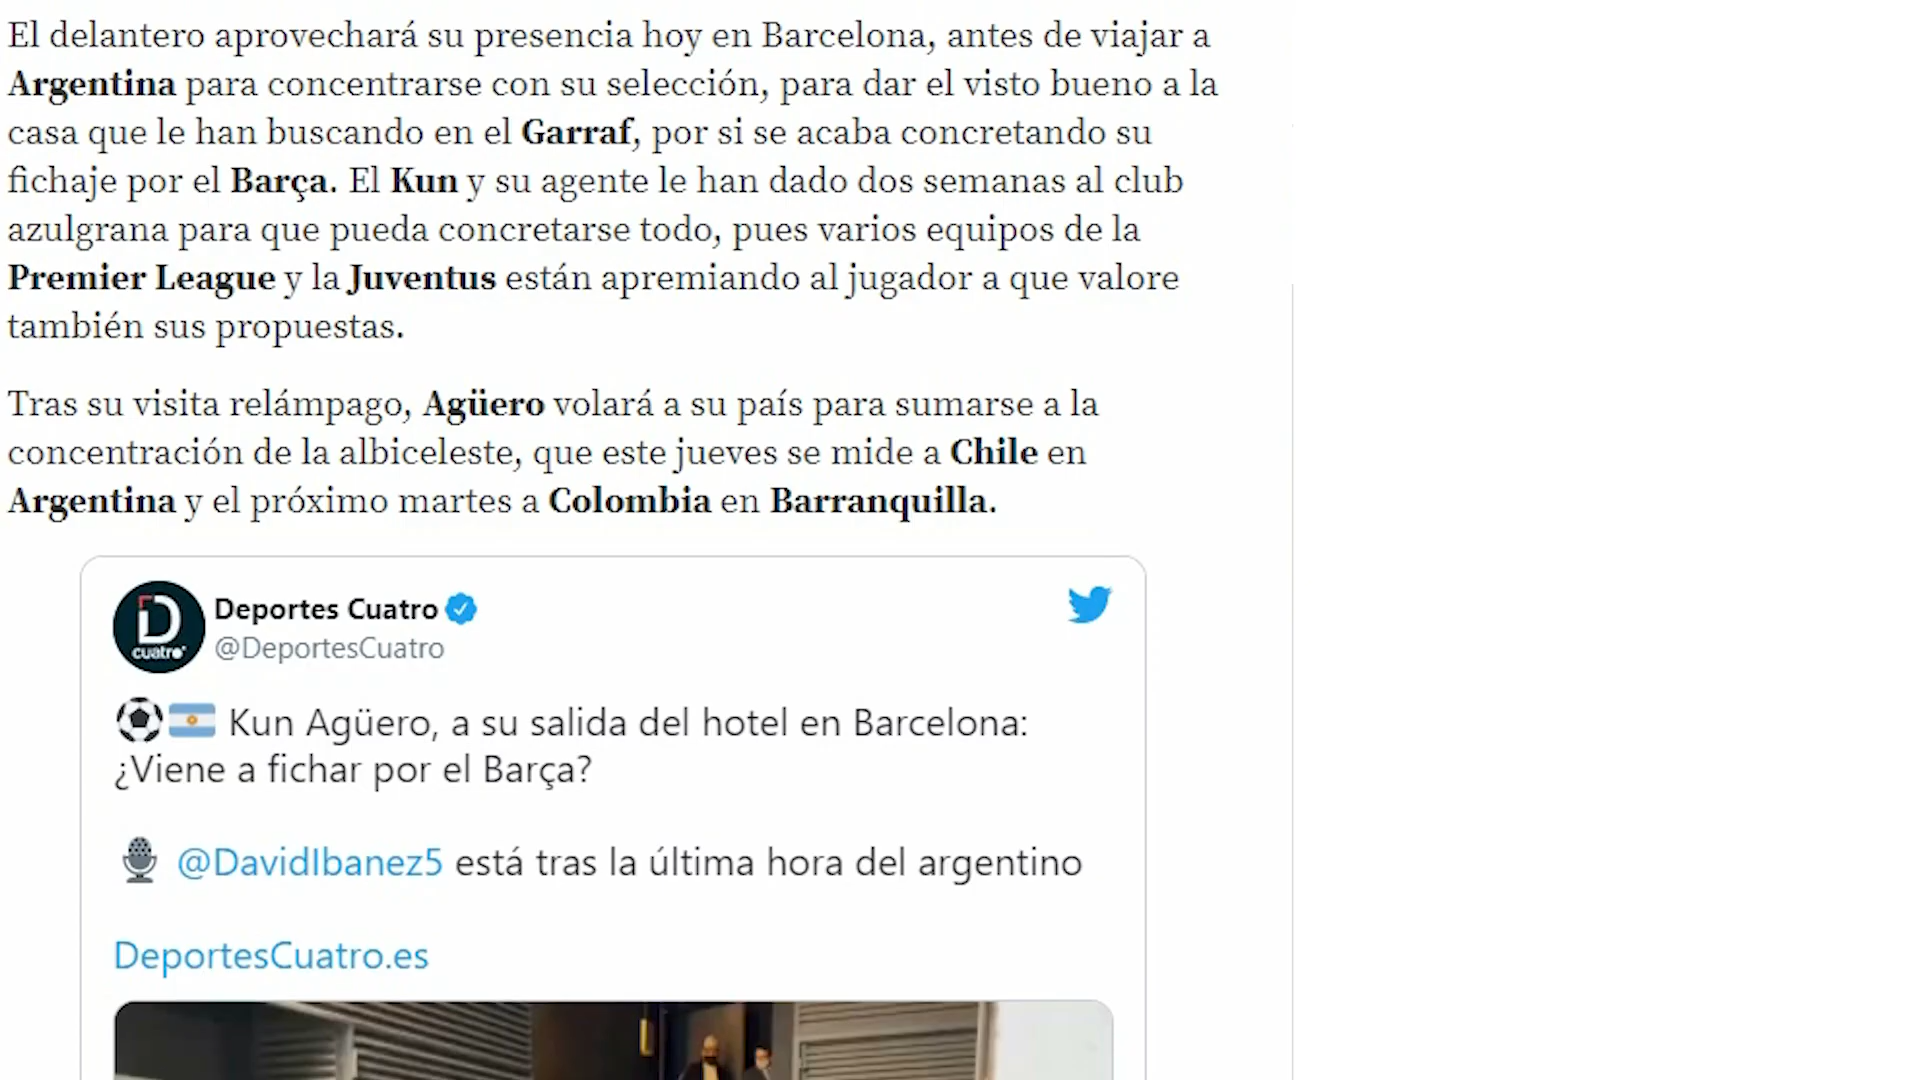 El delantero aprovechará su presencia hoy en Barcelona, antes de viajar a
Argentina para concentrarse con su selección, para dar el visto bueno a la
casa que le han buscando en el Garraf, por si se acaba concretando su
fichaje por el Barça. El Kun y su agente le han dado dos semanas al club
azulgrana para que pueda concretarse todo, pues varios equipos de la
Premier League y la Juventus están apremiando al jugador a que valore
también sus propuestas.
Tras su visita relámpago, Agüero volará a su país para sumarse a la
concentración de la albiceleste, que este jueves se mide a Chile en
Argentina y el próximo martes a Colombia en Barranquilla.
D
cuatro
Deportes Cuatro
@DeportesCuatro
Kun Agüero, a su salida del hotel en Barcelona:
¿Viene a fichar por el Barça?
@DavidIbanez5 está tras la última hora del argentino
DeportesCuatro.es